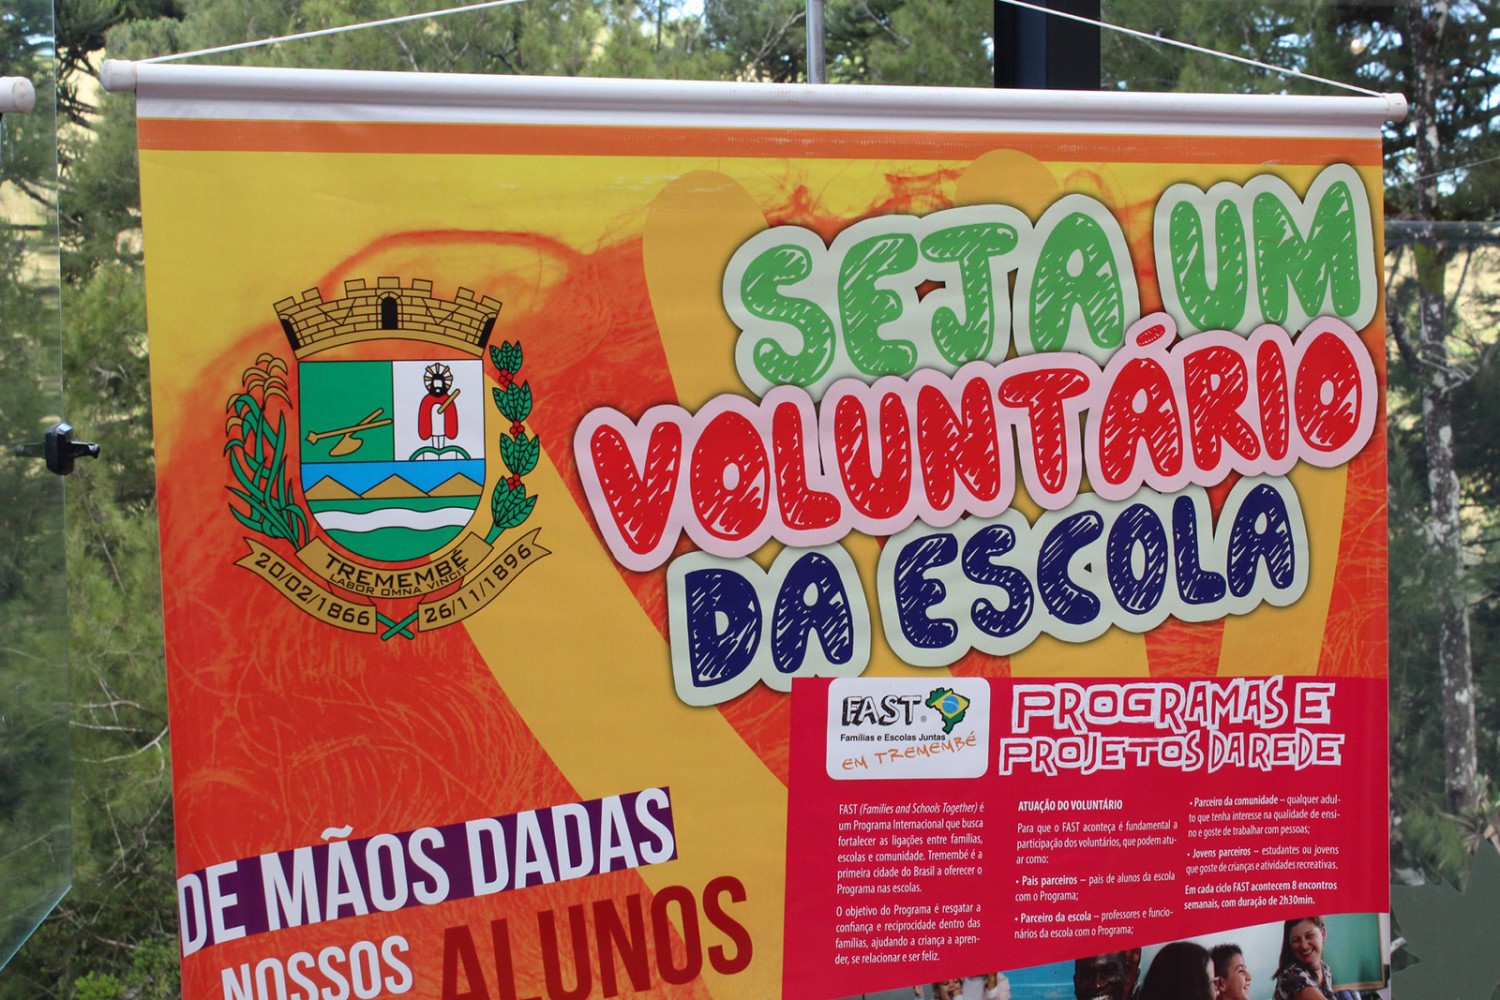 SEJA UM
VOLUNTÁRIO
DA ESCOLA
TREMEMBÉ
LABOR OMNA VINCIT
20/02/1866
26/11/1896
FAST®
Famílias e Escolas Juntas
EM TREMEMBÉ
PROGRAMAS E
PROJETOS DA REDE
FAST (Families and Schools Together) é
um Programa Internacional que busca
fortalecer as ligações entre famílias,
escolas e comunidade. Tremembé é a
primeira cidade do Brasil a oferecer o
Programa nas escolas.
O objetivo do Programa é resgatar a
confiança e reciprocidade dentro das
famílias, ajudando a criança a apren-
der, se relacionar e ser feliz.
ATUAÇÃO DO VOLUNTÁRIO
Para que o FAST aconteça é fundamental a
participação dos voluntários, que podem atu-
ar como:
• Pais parceiros – pais de alunos da escola
com o Programa;
• Parceiro da escola – professores e funcio-
nários da escola com o Programa;
• Parceiro da comunidade – qualquer adul-
to que tenha interesse na qualidade de ensi-
no e goste de trabalhar com pessoas;
• Jovens parceiros – estudantes ou jovens
que goste de crianças e atividades recreativas.
Em cada ciclo FAST acontecem 8 encontros
semanais, com duração de 2h30min.
DE MÃOS DADAS
NOSSOS ALUNOS